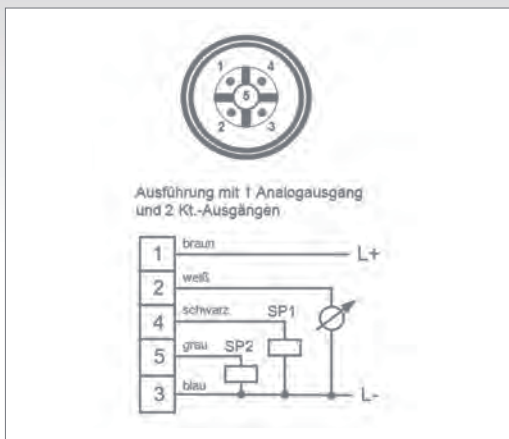 1 4
5
2 3
Ausführung mit 1 Analogausgang
und 2 Kt.-Ausgängen
1 braun L+
2 weiß
4 schwarz SP1
5 grau SP2
3 blau L-